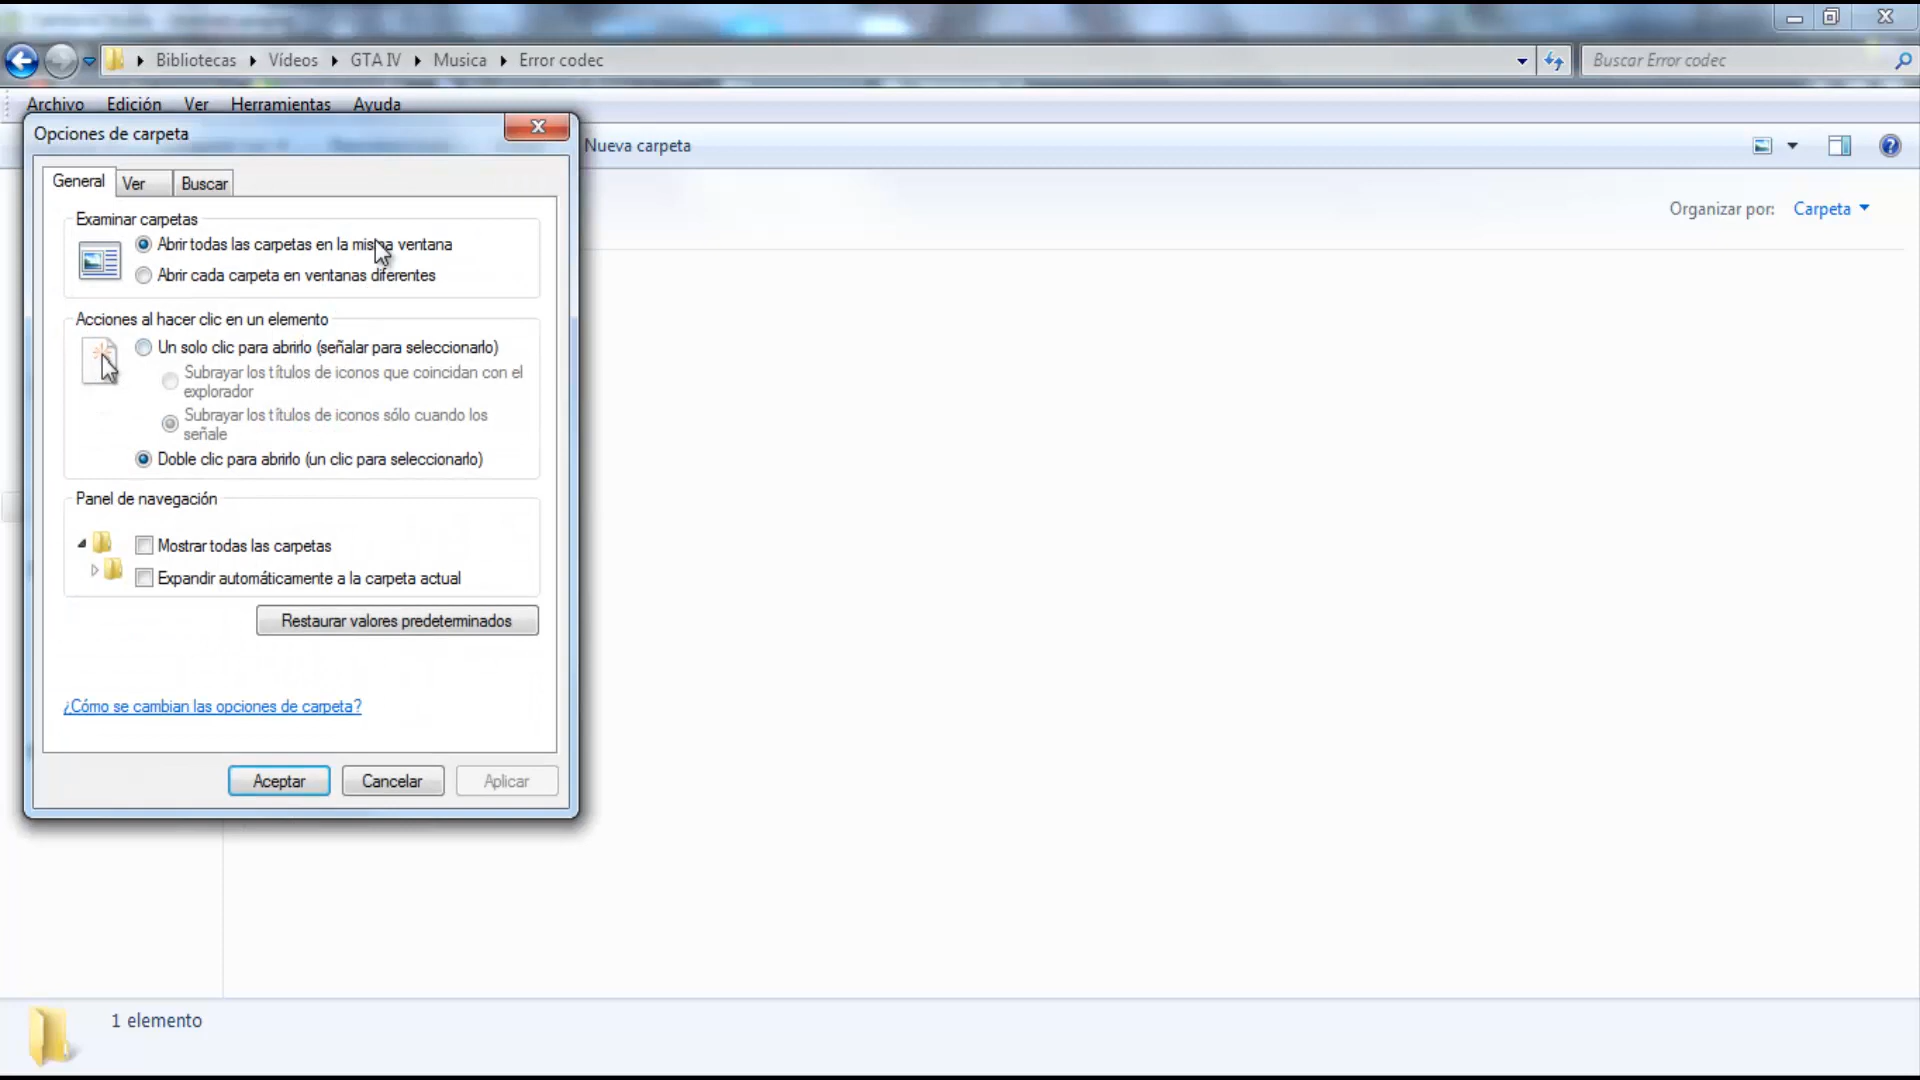 Bibliotecas Vídeos GTA IV Musica Error codec
Buscar Error codec
Archivo Edición Ver Herramientas Ayuda
Opciones de carpeta
Nueva carpeta
General Ver Buscar
Organizar por: Carpeta
Examinar carpetas
Abrir todas las carpetas en la misma ventana
Abrir cada carpeta en ventanas diferentes
Acciones al hacer clic en un elemento
Un solo clic para abrirlo (señalar para seleccionarlo)
Subrayar los títulos de iconos que coincidan con el
explorador
Subrayar los títulos de iconos sólo cuando los
señale
Doble clic para abrirlo (un clic para seleccionarlo)
Panel de navegación
Mostrar todas las carpetas
Expandir automáticamente a la carpeta actual
Restaurar valores predeterminados
¿Cómo se cambian las opciones de carpeta?
Aceptar Cancelar Aplicar
1 elemento